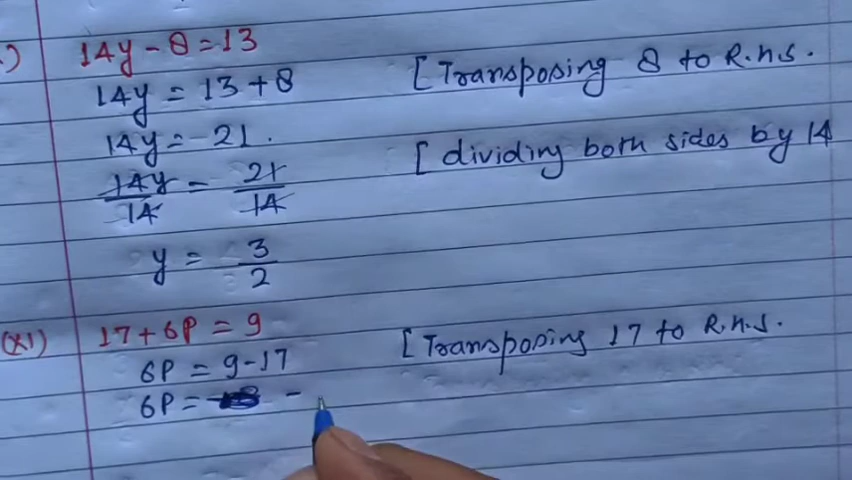 .) 14y - 8 = 13
14y = 13 + 8 [Transposing 8 to R.h.s.
14y = 21. [dividing both sides by 14
14y/14 = 21/14
y = 3/2
(x1) 17 + 6P = 9 [Transposing 17 to R.h.s.
6P = 9 - 17
6P = -